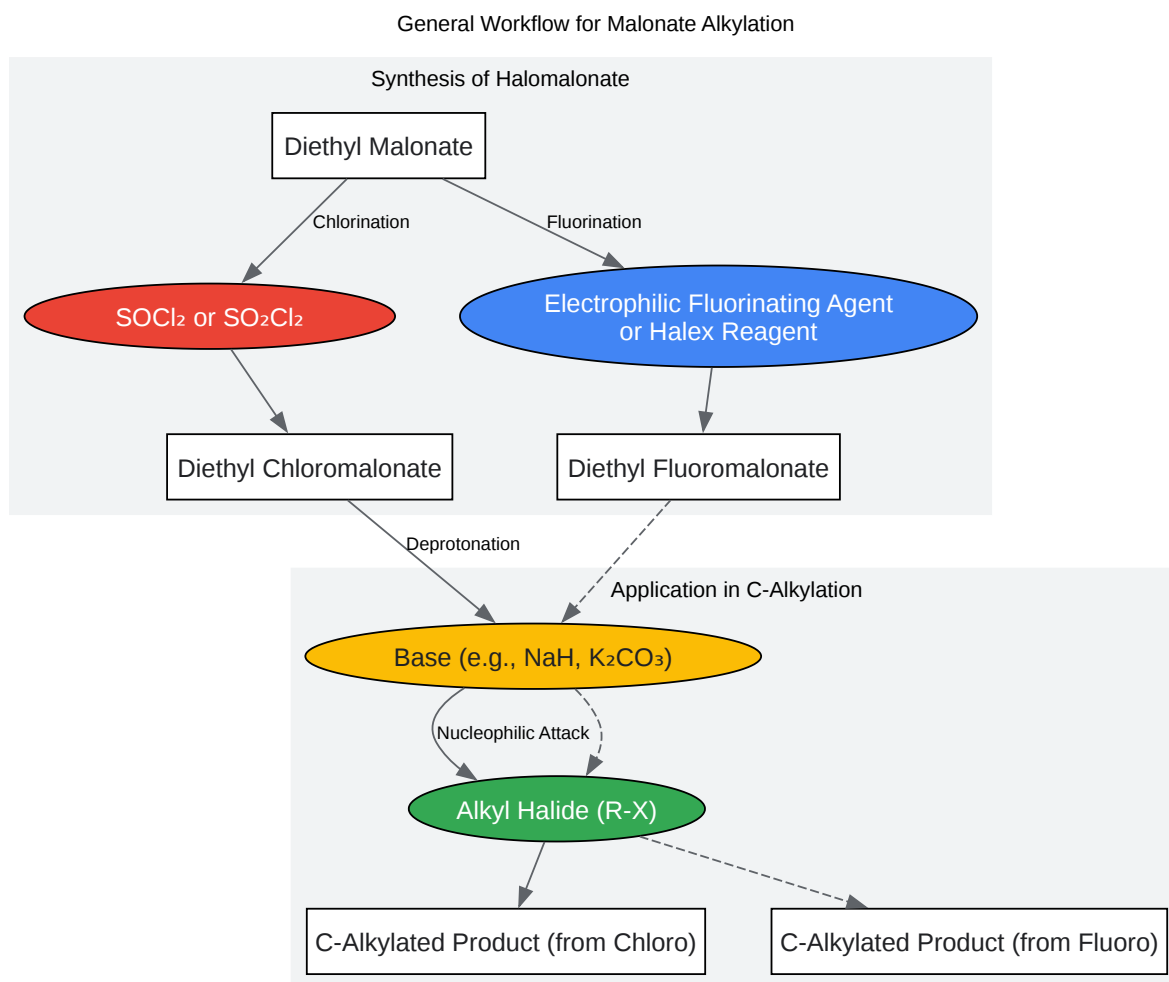 General Workflow for Malonate Alkylation
Synthesis of Halomalonate
Diethyl Malonate
Chlorination
Fluorination
SOCl₂ or SO₂Cl₂
Electrophilic Fluorinating Agent
or Halex Reagent
Diethyl Chloromalonate
Diethyl Fluoromalonate
Deprotonation
Application in C-Alkylation
Base (e.g., NaH, K₂CO₃)
Nucleophilic Attack
Alkyl Halide (R-X)
C-Alkylated Product (from Chloro)
C-Alkylated Product (from Fluoro)